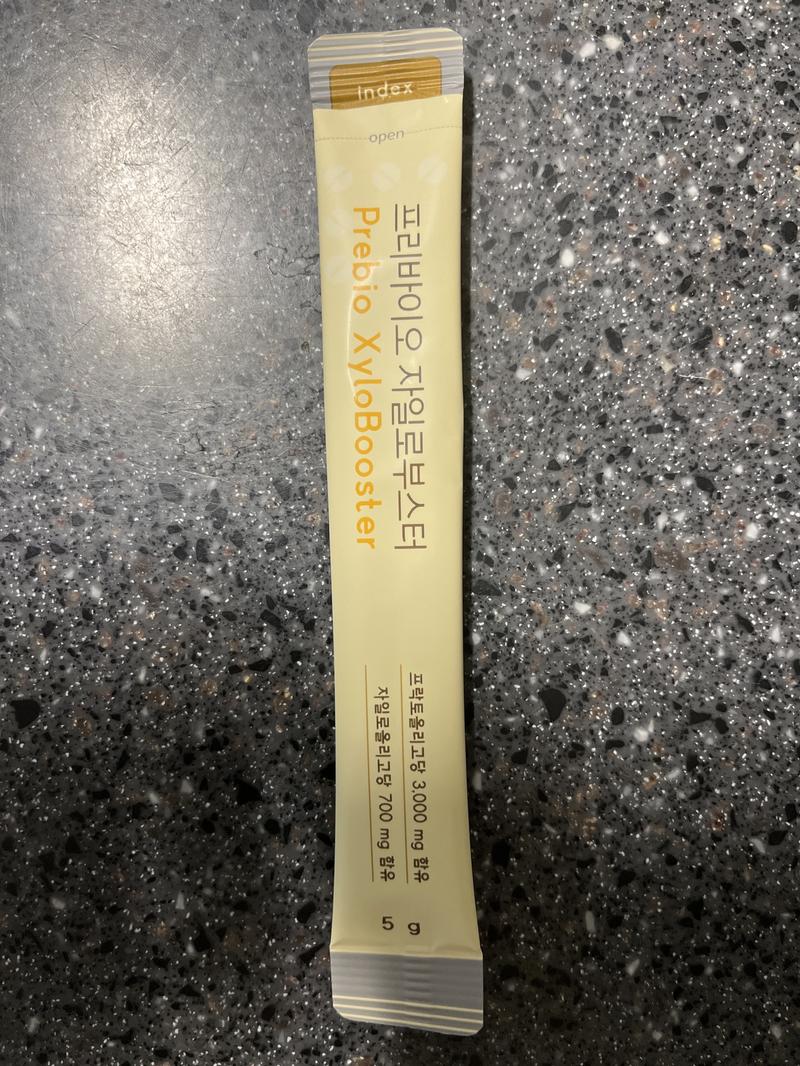 index
open
프리바이오 자일로부스터
Prebio XyloBooster
프락토올리고당 3,000 mg 함유
자일로올리고당 700 mg 함유
5 g